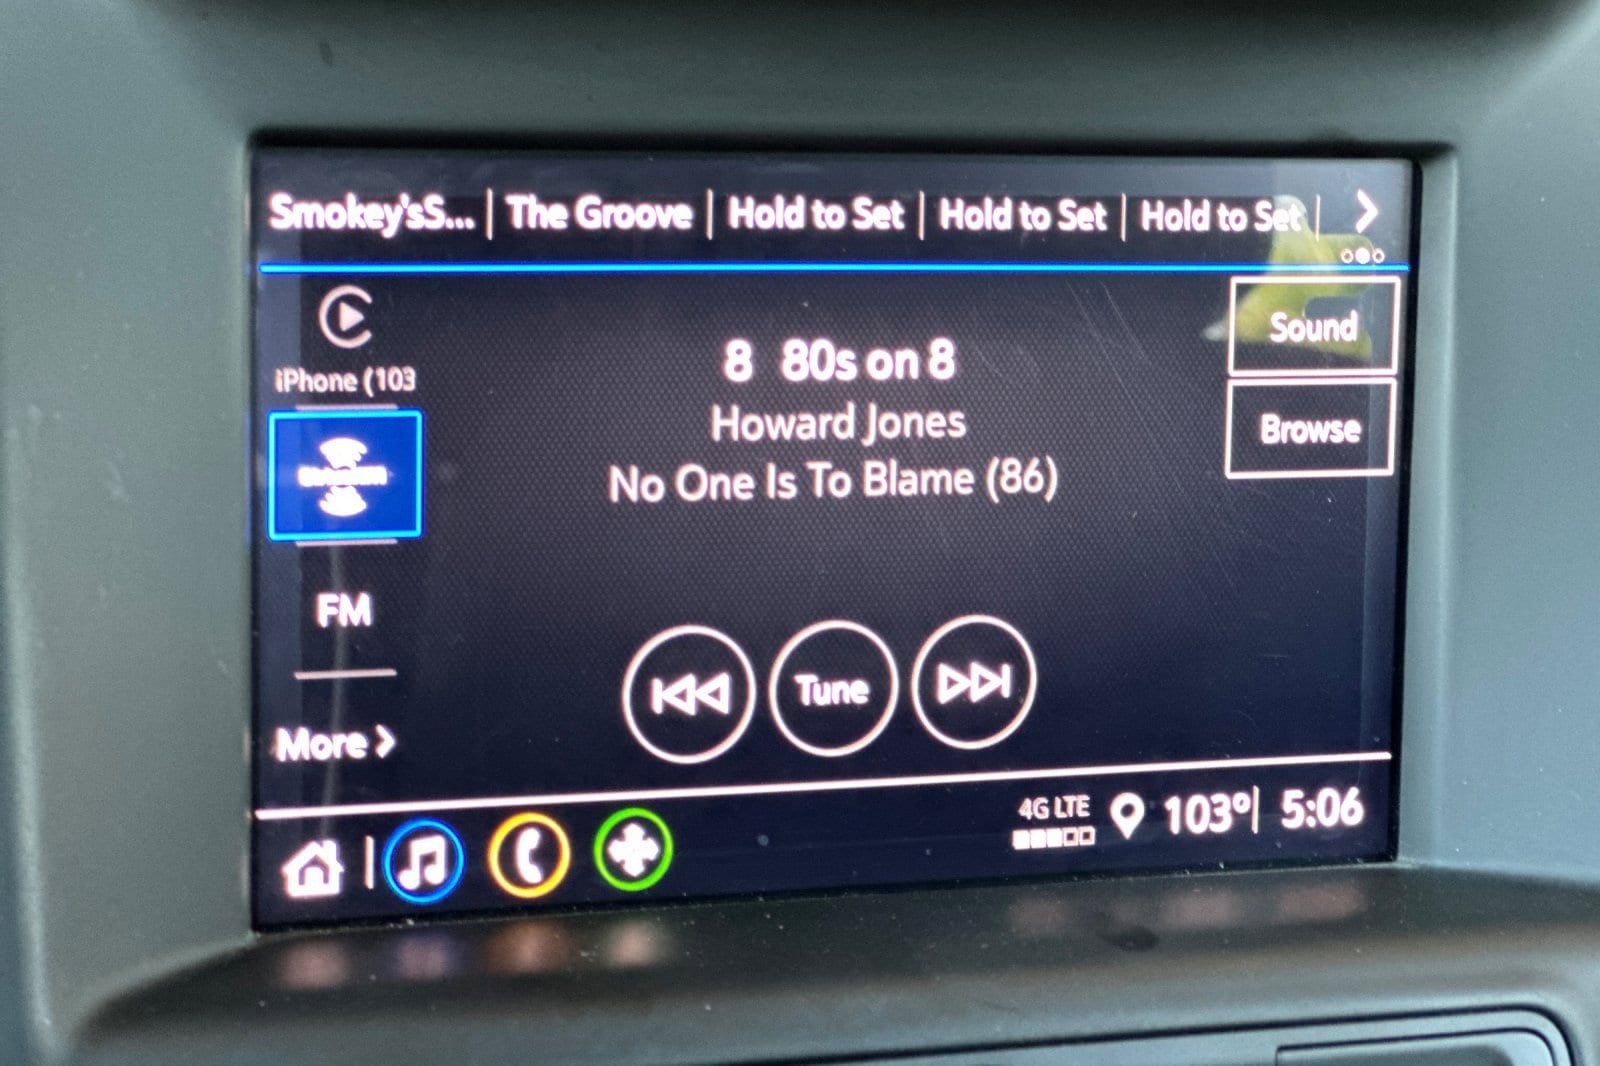 Smokey'sS... | The Groove | Hold to Set | Hold to Set | Hold to Set |
Sound
iPhone (103
8 80s on 8
Howard Jones
No One Is To Blame (86)
Browse
FM
Tune
More
4G LTE
103° 5:06